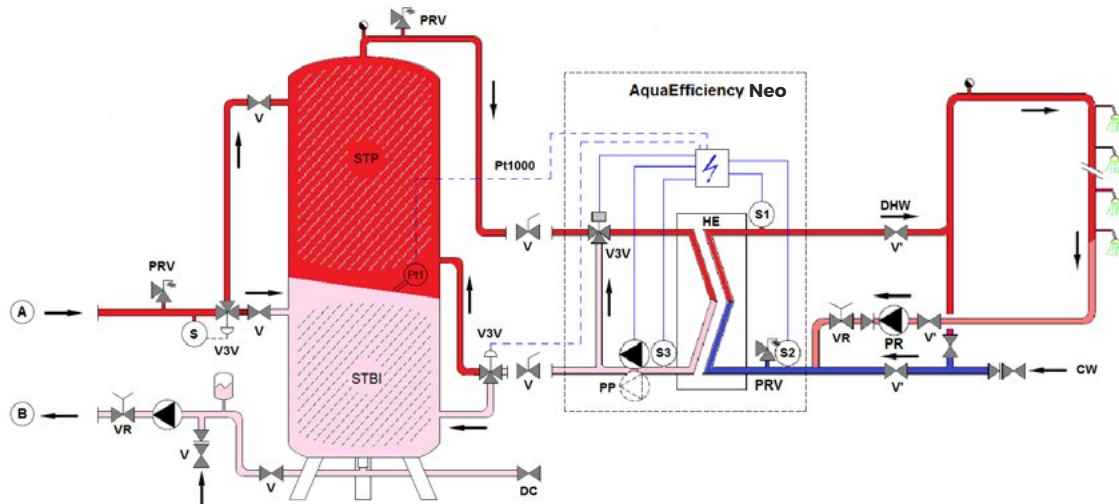 PRV
PRV
AquaEfficiency Neo
V
STP
Pt1000
S1
DHW
HE
V
V3V
V'
PRV
Pt1
A
S
V
V3V
V3V
VR
PR
V'
S3
S2
STBI
V
PP
PRV
V'
CW
B
VR
V
V
DC